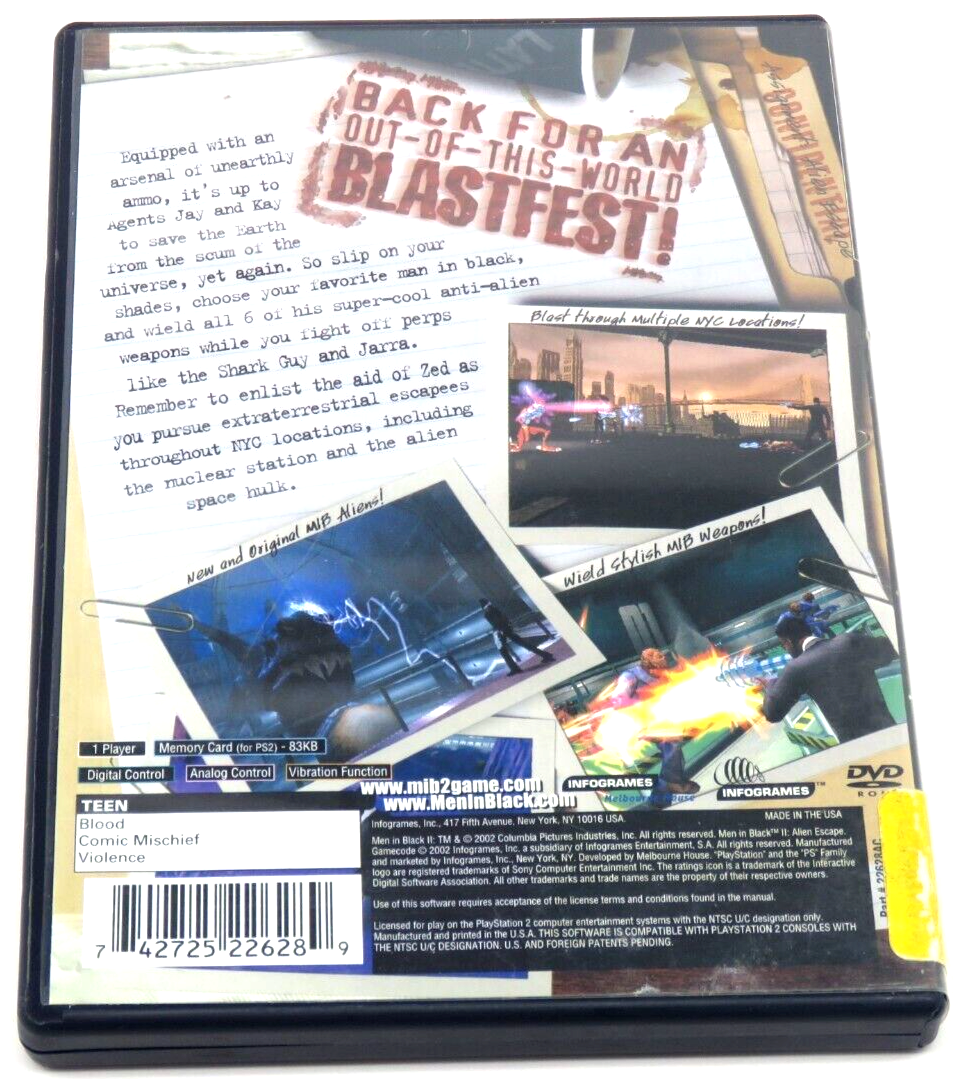 BACK FOR AN
OUT-OF-THIS-WORLD
BLASTFEST!
CONFIDENTIAL
Equipped with an
arsenal of unearthly
ammo, it's up to
Agents Jay and Kay
to save the Earth
from the scum of the
universe, yet again. So slip on your
shades, choose your favorite man in black,
and wield all 6 of his super-cool anti-alien
weapons while you fight off perps
like the Shark Guy and Jarra.
Remember to enlist the aid of Zed as
you pursue extraterrestrial escapees
throughout NYC locations, including
the nuclear station and the alien
space hulk.
Blast through Multiple NYC Locations!
New and Original MIB Aliens!
Wield Stylish MIB Weapons!
1 Player
Memory Card (for PS2) - 83KB
Digital Control
Analog Control
Vibration Function
www.mib2game.com
www.MenInBlack.com
INFOGRAMES
Melbourne House
INFOGRAMES™
DVD
ROM
TEEN
Blood
Comic Mischief
Violence
7 42725 22628 9
Infogrames, Inc., 417 Fifth Avenue, New York, NY 10016 USA.
MADE IN THE USA
Men in Black II: TM & © 2002 Columbia Pictures Industries, Inc. All rights reserved. Men in Black™ II: Alien Escape.
Gamecode © 2002 Infogrames, Inc., a subsidiary of Infogrames Entertainment, S.A. All rights reserved. Manufactured
and marketed by Infogrames, Inc., New York, NY. Developed by Melbourne House. "PlayStation" and the "PS" Family
logo are registered trademarks of Sony Computer Entertainment Inc. The ratings icon is a trademark of the Interactive
Digital Software Association. All other trademarks and trade names are the property of their respective owners.
Use of this software requires acceptance of the license terms and conditions found in the manual.
Licensed for play on the PlayStation 2 computer entertainment systems with the NTSC U/C designation only.
Manufactured and printed in the U.S.A. THIS SOFTWARE IS COMPATIBLE WITH PLAYSTATION 2 CONSOLES WITH
THE NTSC U/C DESIGNATION. U.S. AND FOREIGN PATENTS PENDING.
Part # 22628AC